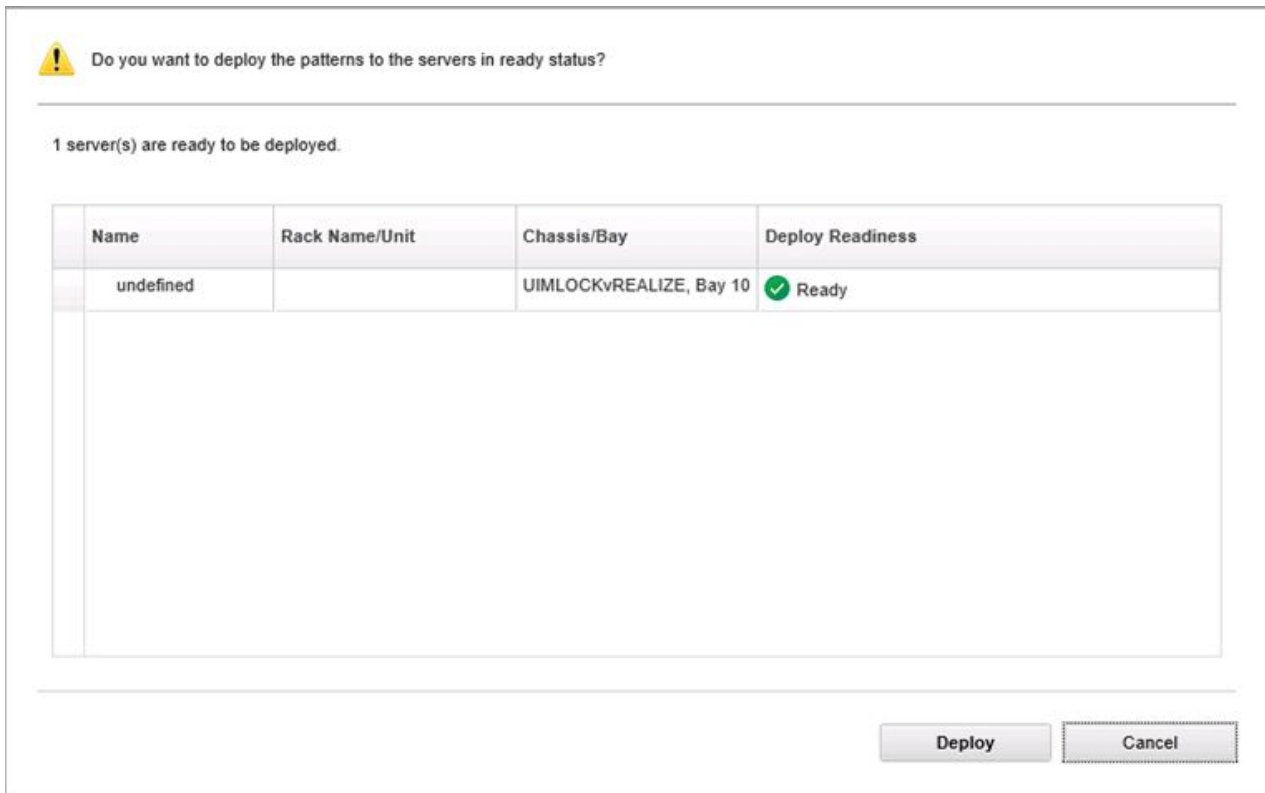 Do you want to deploy the patterns to the servers in ready status?
1 server(s) are ready to be deployed.
Name Rack Name/Unit Chassis/Bay Deploy Readiness
undefined UIMLOCKvREALIZE, Bay 10 Ready
Deploy Cancel